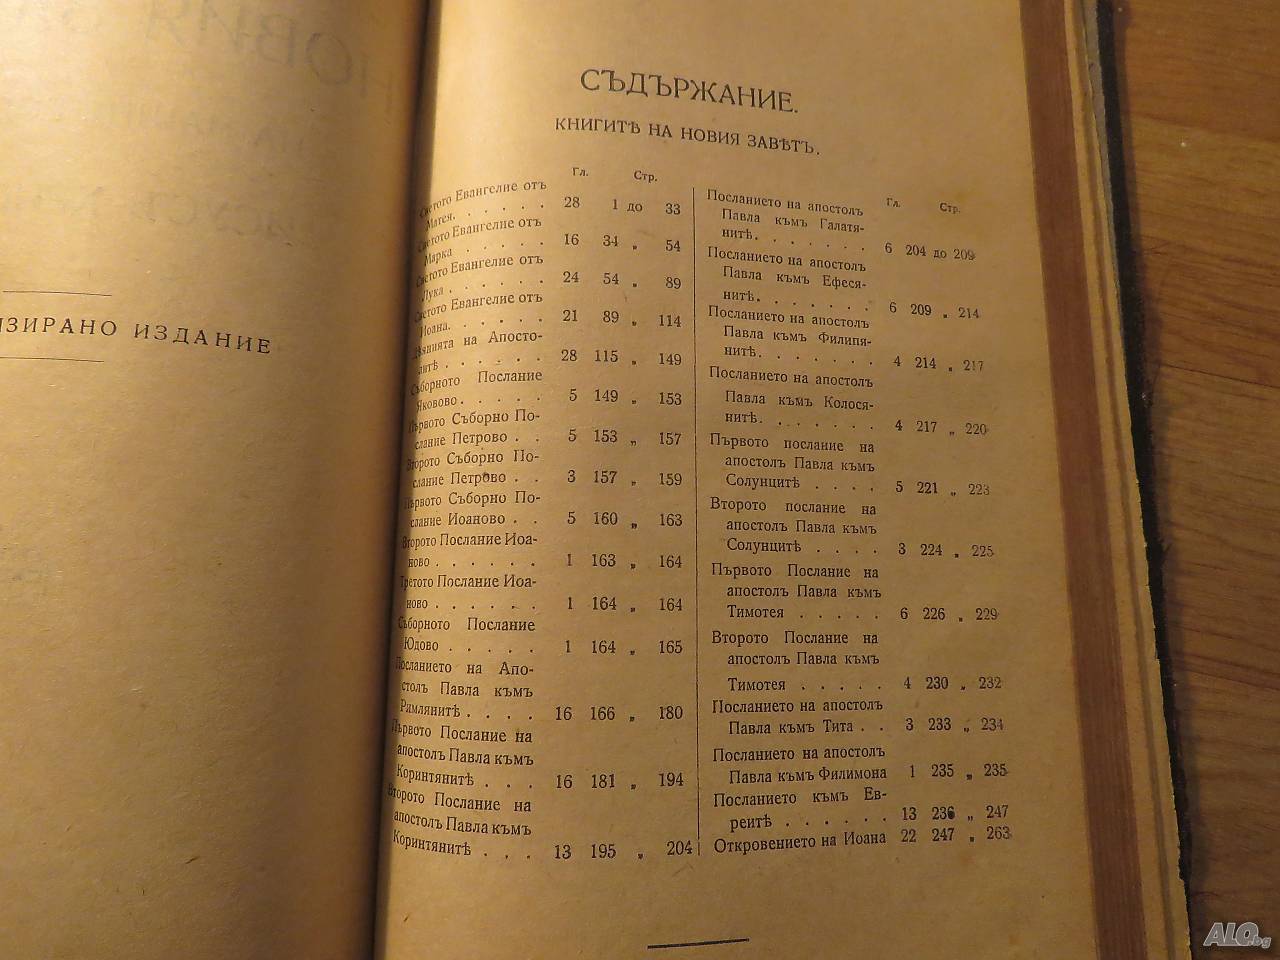 ИЗИРАНО ИЗДАНИЕ
СЪДЪРЖАНИЕ.
КНИГИТѢ НА НОВИЯ ЗАВѢТЪ.
Гл. Стр.
Светото Евангелие отъ
Матея. . . . . . 28 1 до 33
Светото Евангелие отъ
Марка . . . . . 16 34 „ 54
Светото Евангелие отъ
Лука . . . . . . 24 54 „ 89
Светото Евангелие отъ
Иоана. . . . . . 21 89 „ 114
Дѣянията на Апосто-
литѣ . . . . . . 28 115 „ 149
Съборното Послание
Яковово . . . . . 5 149 „ 153
Първото Съборно По-
слание Петрово . . 5 153 „ 157
Второто Съборно По-
слание Петрово . . 3 157 „ 159
Първото Съборно По-
слание Иоаново . . 5 160 „ 163
Второто Послание Иоа-
ново . . . . . . 1 163 „ 164
Третото Послание Иоа-
ново . . . . . . 1 164 „ 164
Съборното Послание
Юдово . . . . . 1 164 „ 165
Посланието на Апо-
столъ Павла къмъ
Римлянитѣ . . . . 16 166 „ 180
Първото Послание на
апостолъ Павла къмъ
Коринтянитѣ . . . 16 181 „ 194
Второто Послание на
апостолъ Павла къмъ
Коринтянитѣ . . . 13 195 „ 204
Гл. Стр.
Посланието на апостолъ
Павла къмъ Галатя-
нитѣ. . . . . . . 6 204 до 209
Посланието на апостолъ
Павла къмъ Ефеся-
нитѣ. . . . . . . 6 209 „ 214
Посланието на апостолъ
Павла къмъ Филипя-
нитѣ. . . . . . . 4 214 „ 217
Посланието на апостолъ
Павла къмъ Колося-
нитѣ. . . . . . . 4 217 „ 220
Първото послание на
апостолъ Павла къмъ
Солунцитѣ . . . . 5 221 „ 223
Второто послание на
апостолъ Павла къмъ
Солунцитѣ . . . . 3 224 „ 225
Първото Послание на
апостолъ Павла къмъ
Тимотея . . . . . 6 226 „ 229
Второто Послание на
апостолъ Павла къмъ
Тимотея . . . . . 4 230 „ 232
Посланието на апостолъ
Павла къмъ Тита . . 3 233 „ 234
Посланието на апостолъ
Павла къмъ Филимона 1 235 „ 235
Посланието къмъ Ев-
реитѣ . . . . . . 13 236 „ 247
Откровението на Иоана 22 247 „ 263
ALO.bg